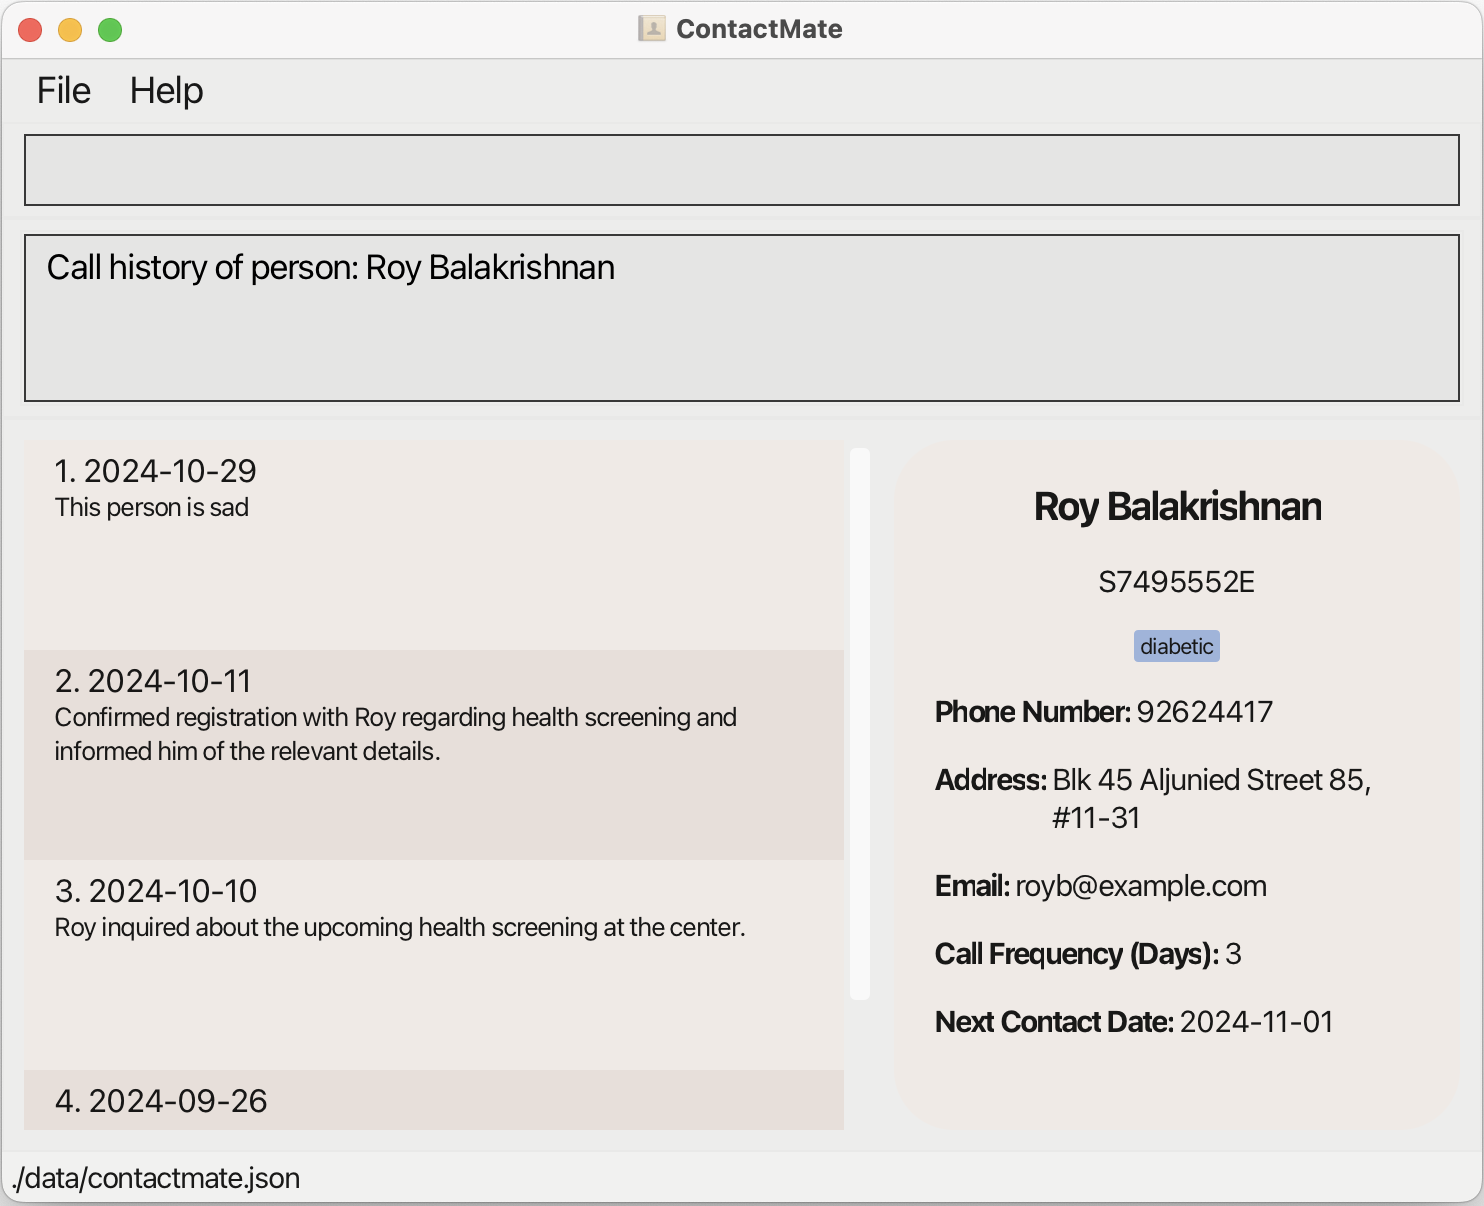 ContactMate
File Help
Call history of person: Roy Balakrishnan
1. 2024-10-29
This person is sad
2. 2024-10-11
Confirmed registration with Roy regarding health screening and
informed him of the relevant details.
3. 2024-10-10
Roy inquired about the upcoming health screening at the center.
4. 2024-09-26
Roy Balakrishnan
S7495552E
diabetic
Phone Number: 92624417
Address: Blk 45 Aljunied Street 85,
#11-31
Email: royb@example.com
Call Frequency (Days): 3
Next Contact Date: 2024-11-01
./data/contactmate.json